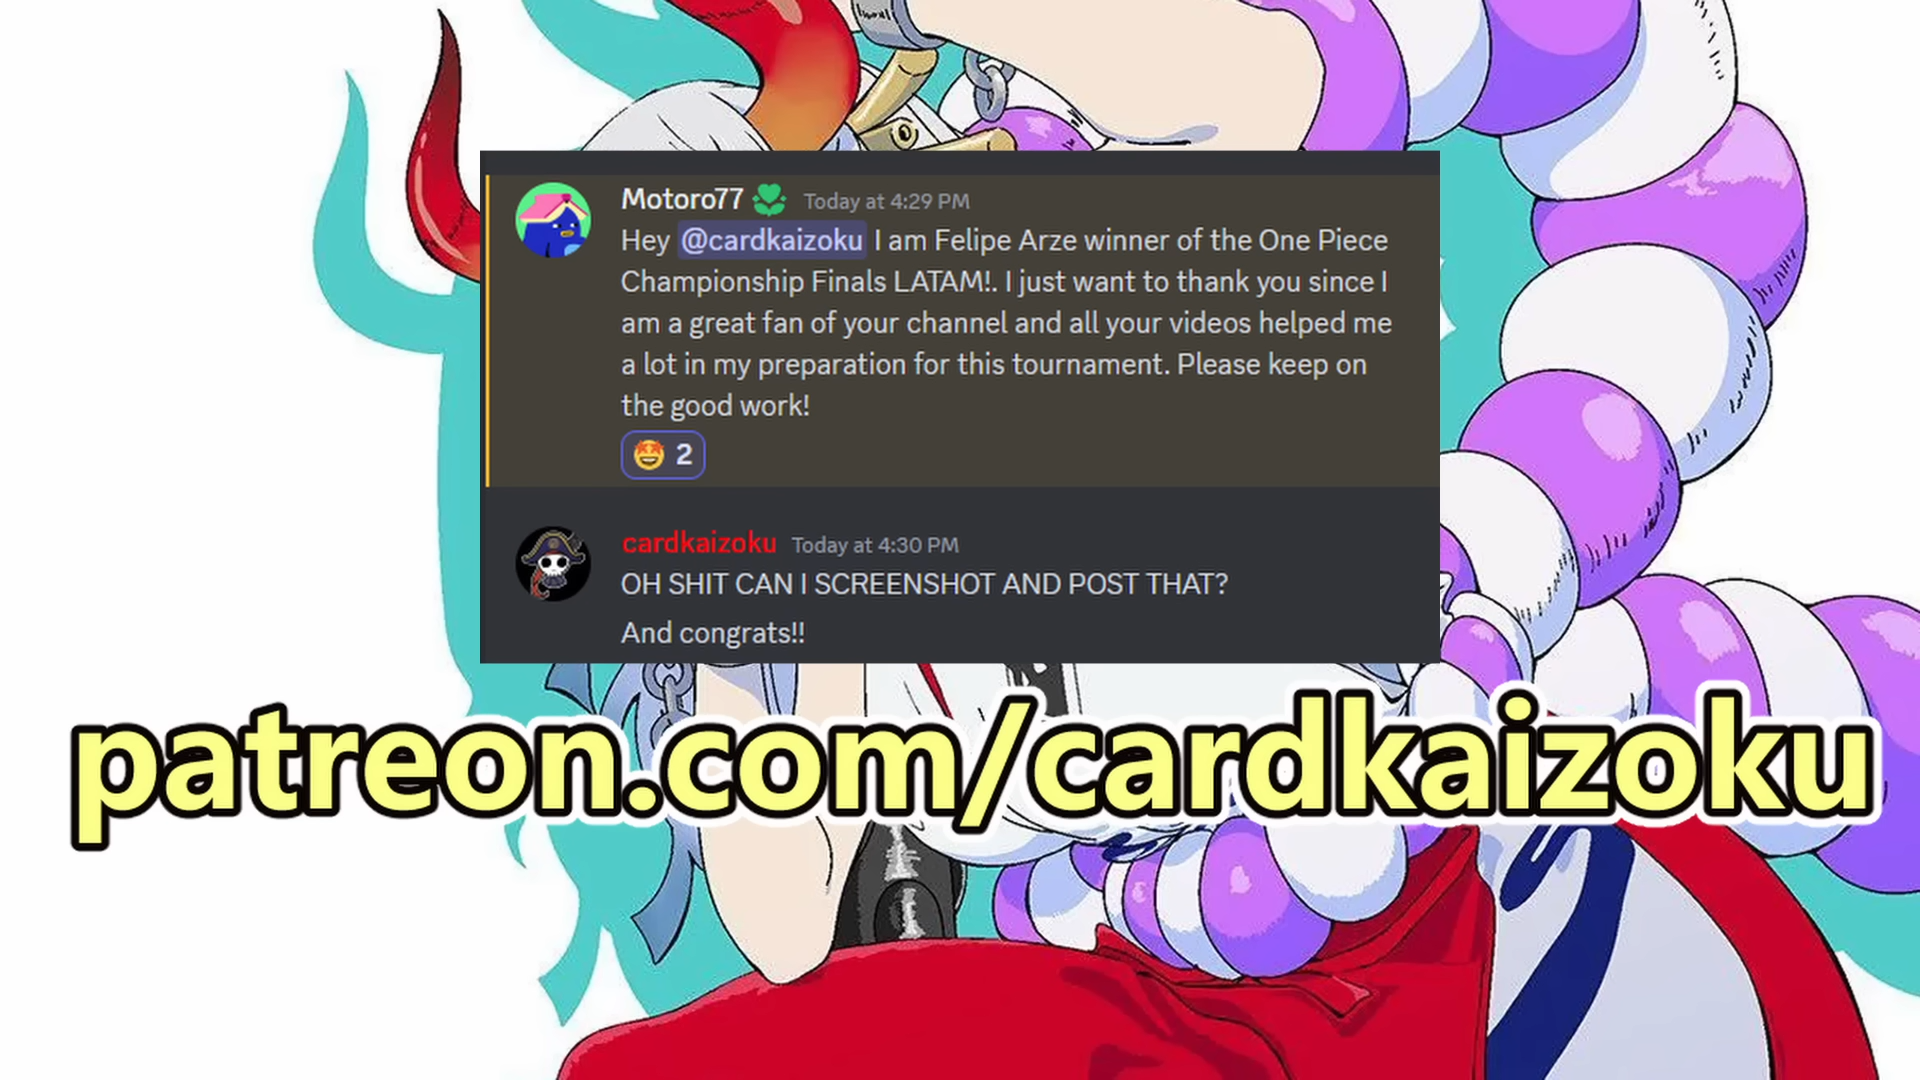 Motoro77 Today at 4:29 PM
Hey @cardkaizoku I am Felipe Arze winner of the One Piece
Championship Finals LATAM!. I just want to thank you since I
am a great fan of your channel and all your videos helped me
a lot in my preparation for this tournament. Please keep on
the good work!
2
cardkaizoku Today at 4:30 PM
OH SHIT CAN I SCREENSHOT AND POST THAT?
And congrats!!
patreon.com/cardkaizoku